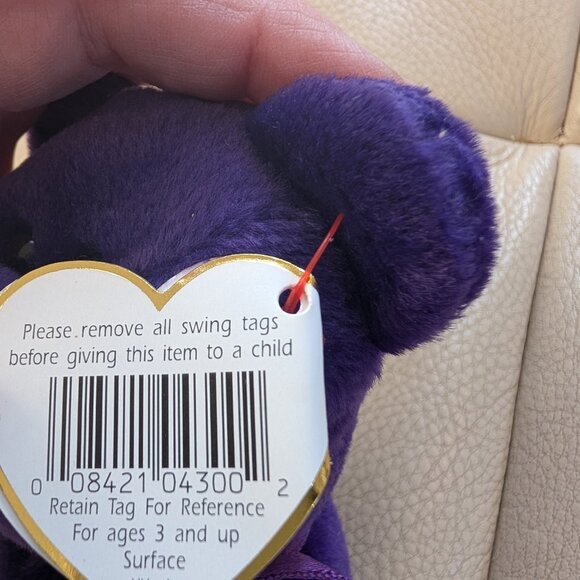 Please remove all swing tags
before giving this item to a child
0 08421 04300 2
Retain Tag For Reference
For ages 3 and up
Surface